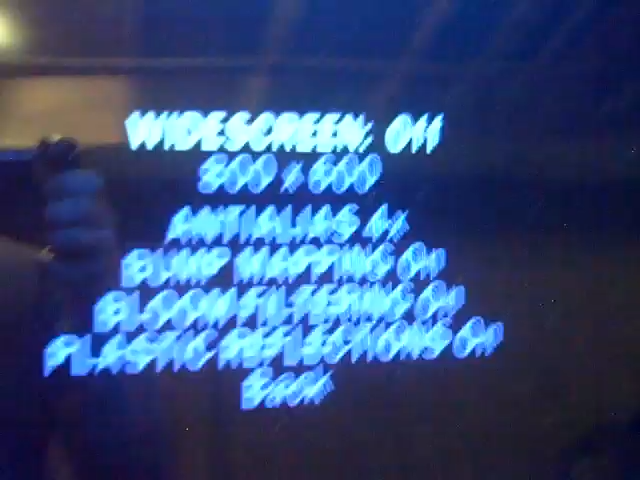 WIDESCREEN: Off
800 x 600
ANTIALIAS 4x
BUMP MAPPING On
BLOOM FILTERING On
PLASTIC REFLECTIONS On
Back